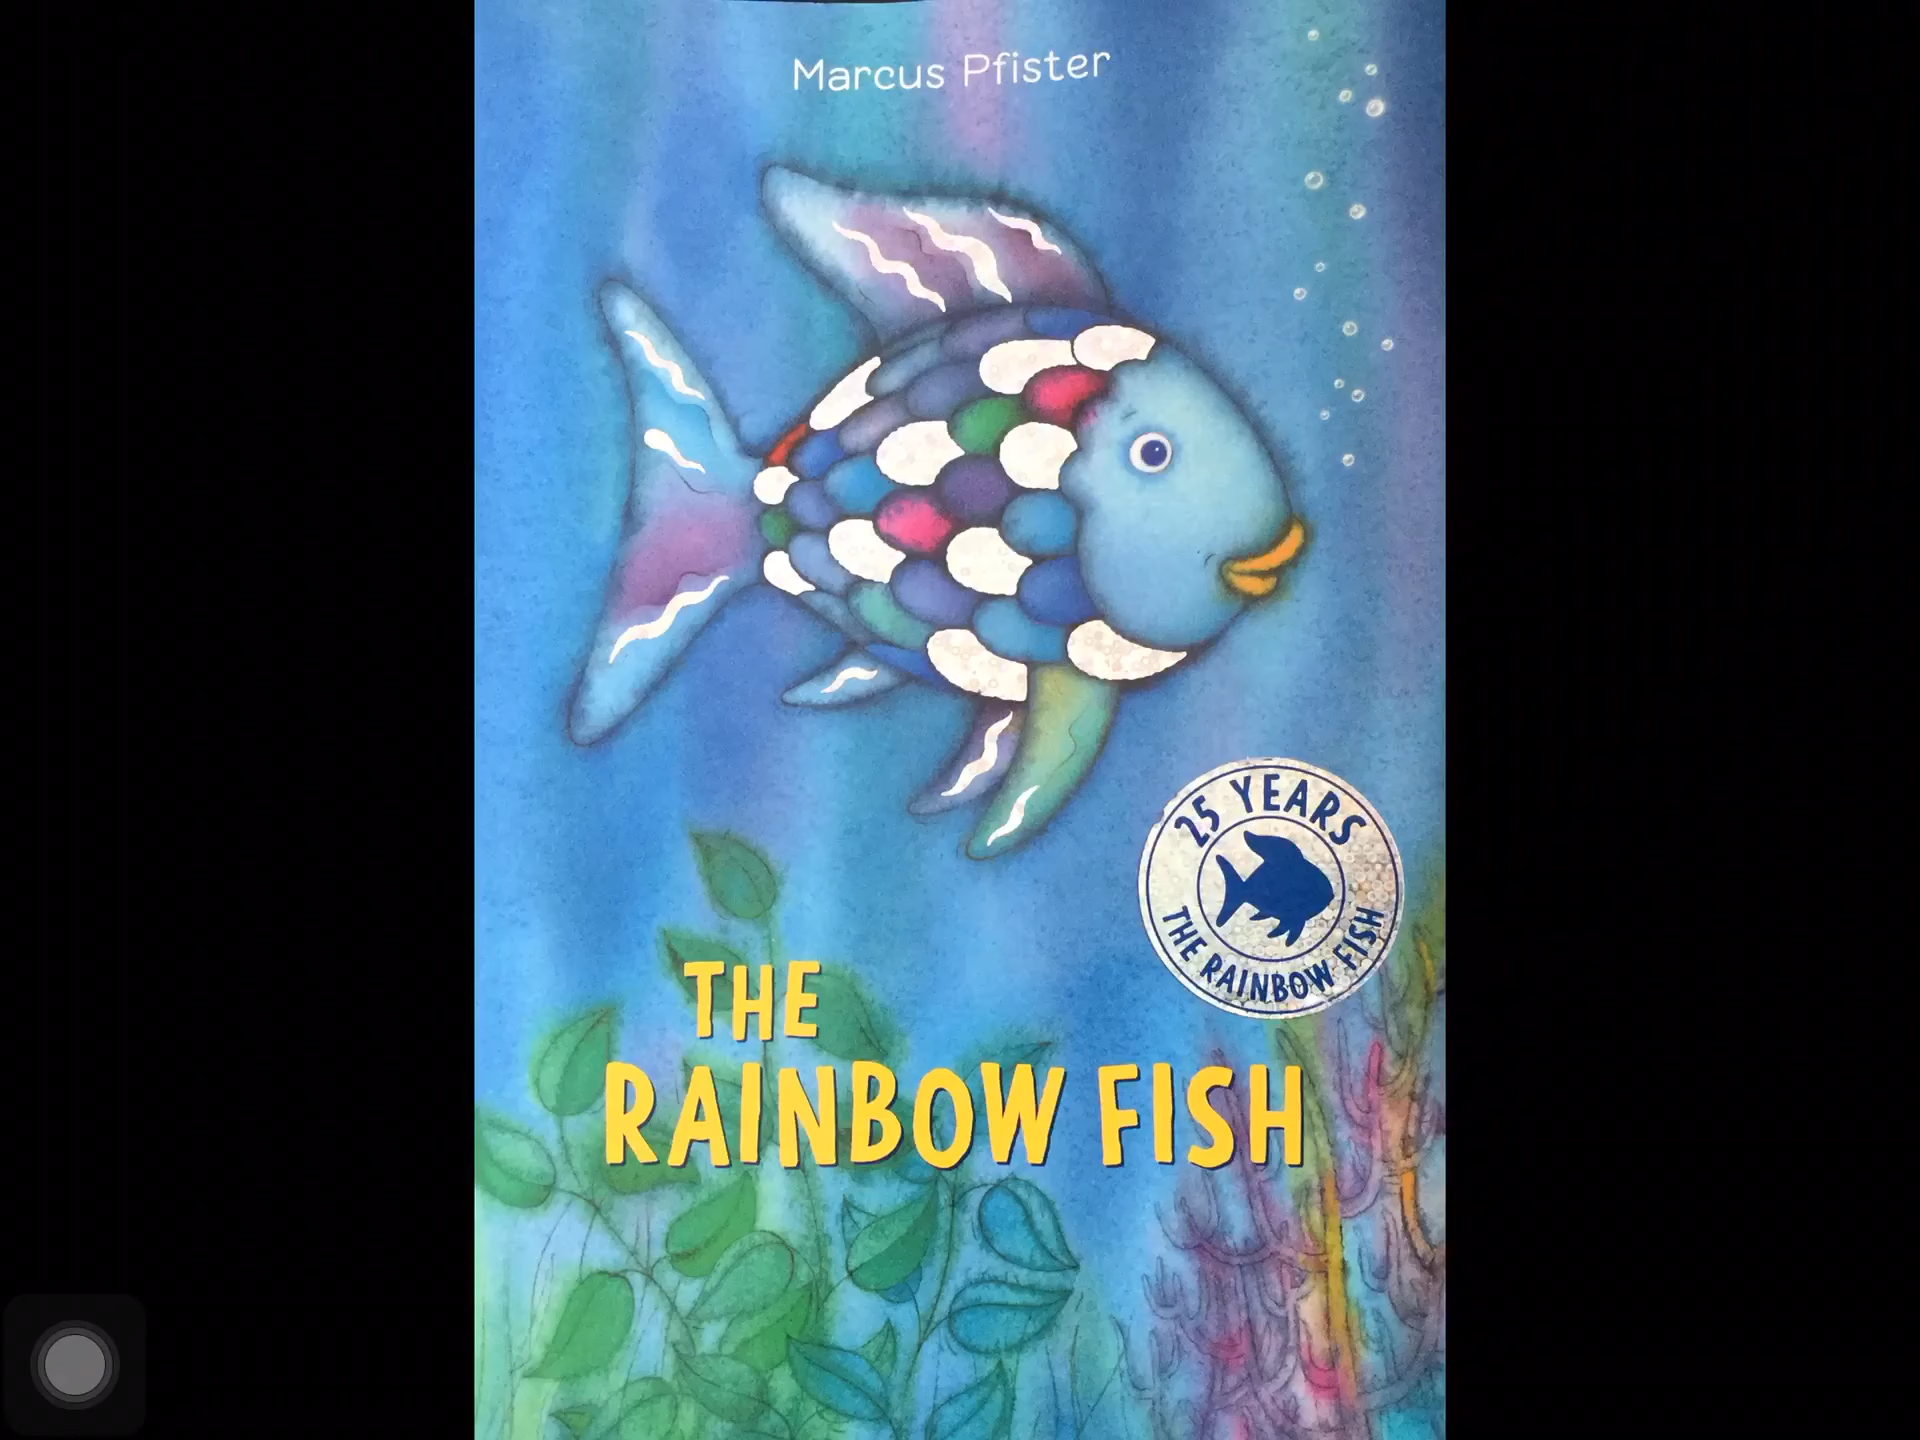 Marcus Pfister
25 YEARS
THE RAINBOW FISH
THE
RAINBOW FISH